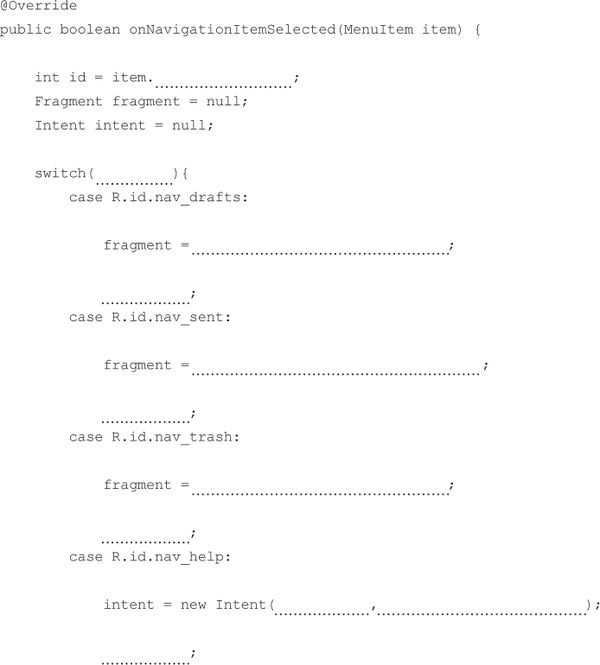 @Override
public boolean onNavigationItemSelected(MenuItem item) {
int id = item. ............................ ;
Fragment fragment = null;
Intent intent = null;
switch( ................ ){
case R.id.nav_drafts:
fragment = ..................................................... ;
.................. ;
case R.id.nav_sent:
fragment = ........................................................... ;
.................. ;
case R.id.nav_trash:
fragment = ..................................................... ;
.................. ;
case R.id.nav_help:
intent = new Intent( ................... , ........................................... );
.................. ;